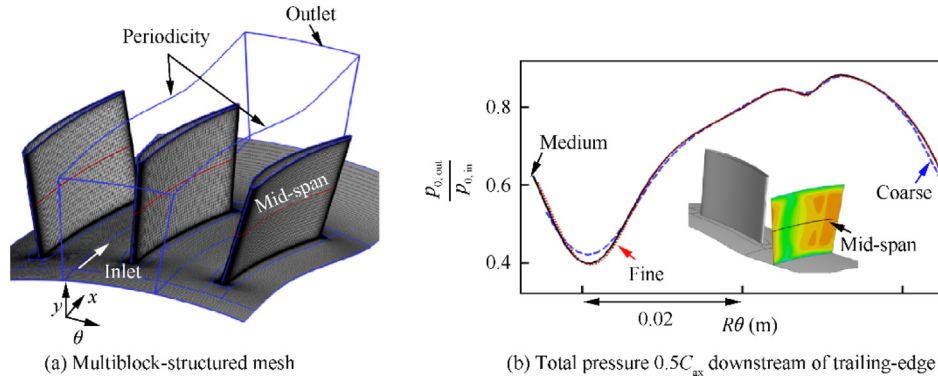 Outlet
Periodicity
Mid-span
Inlet
y
x
θ
(a) Multiblock-structured mesh
0.8
0.6
0.4
p0, out
p0, in
Medium
Coarse
Mid-span
Fine
0.02
Rθ (m)
(b) Total pressure 0.5Cax downstream of trailing-edge